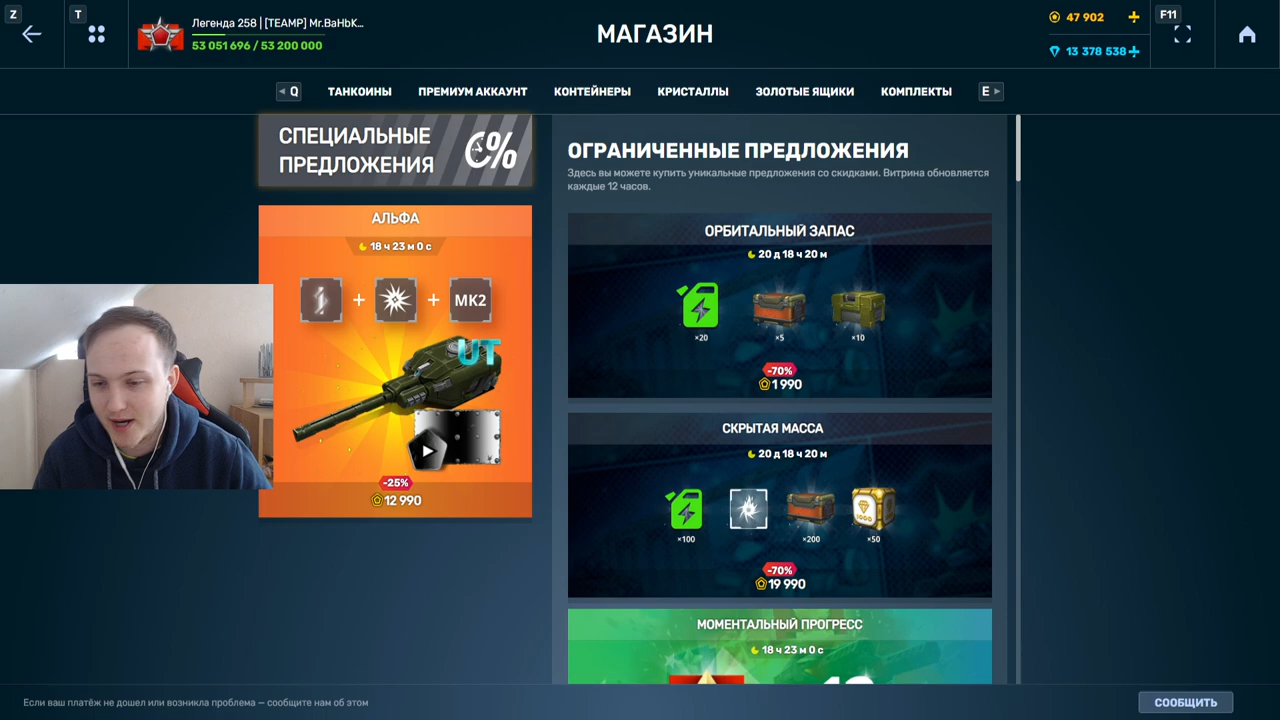 Z
T
Легенда 258 | [TEAMP] Mr.BaHbK...
53 051 696 / 53 200 000
МАГАЗИН
47 902
13 378 538
F11
Q
ТАНКОИНЫ
ПРЕМИУМ АККАУНТ
КОНТЕЙНЕРЫ
КРИСТАЛЛЫ
ЗОЛОТЫЕ ЯЩИКИ
КОМПЛЕКТЫ
E
СПЕЦИАЛЬНЫЕ
ПРЕДЛОЖЕНИЯ
%
АЛЬФА
18 ч 23 м 0 с
+
+
MK2
UT
-25%
12 990
ОГРАНИЧЕННЫЕ ПРЕДЛОЖЕНИЯ
Здесь вы можете купить уникальные предложения со скидками. Витрина обновляется
каждые 12 часов.
ОРБИТАЛЬНЫЙ ЗАПАС
20 д 18 ч 20 м
×20
×5
×10
-70%
1 990
СКРЫТАЯ МАССА
20 д 18 ч 20 м
×100
×200
×50
-70%
19 990
МОМЕНТАЛЬНЫЙ ПРОГРЕСС
18 ч 23 м 0 с
Если ваш платёж не дошел или возникла проблема — сообщите нам об этом
СООБЩИТЬ